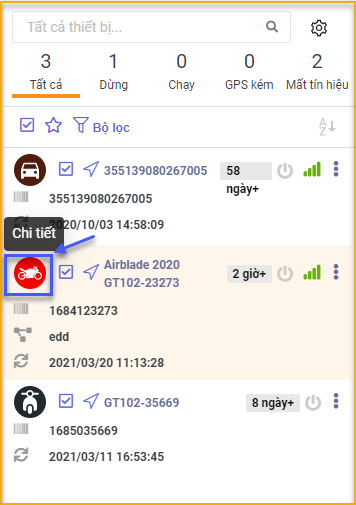 Tất cả thiết bị...
3 1 0 0 2
Tất cả Dừng Chạy GPS kém Mất tín hiệu
Bộ lọc
355139080267005 58 ngày+
355139080267005
2020/10/03 14:58:09
Chi tiết
Airblade 2020 2 giờ+
GT102-23273
1684123273
edd
2021/03/20 11:13:28
GT102-35669 8 ngày+
1685035669
2021/03/11 16:53:45